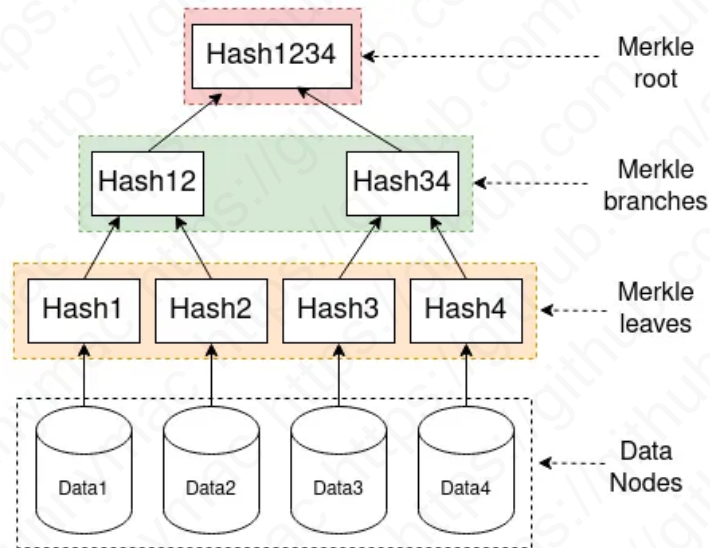 Hash1234
Merkle
root
Hash12
Hash34
Merkle
branches
Hash1
Hash2
Hash3
Hash4
Merkle
leaves
Data1
Data2
Data3
Data4
Data
Nodes